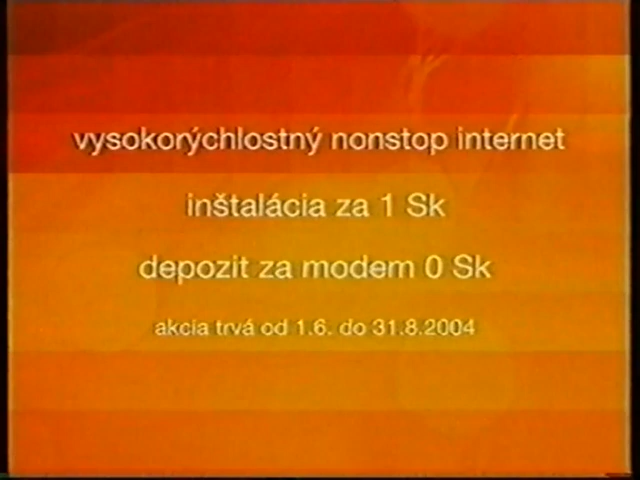 vysokorýchlostný nonstop internet
inštalácia za 1 Sk
depozit za modem 0 Sk
akcia trvá od 1.6. do 31.8.2004